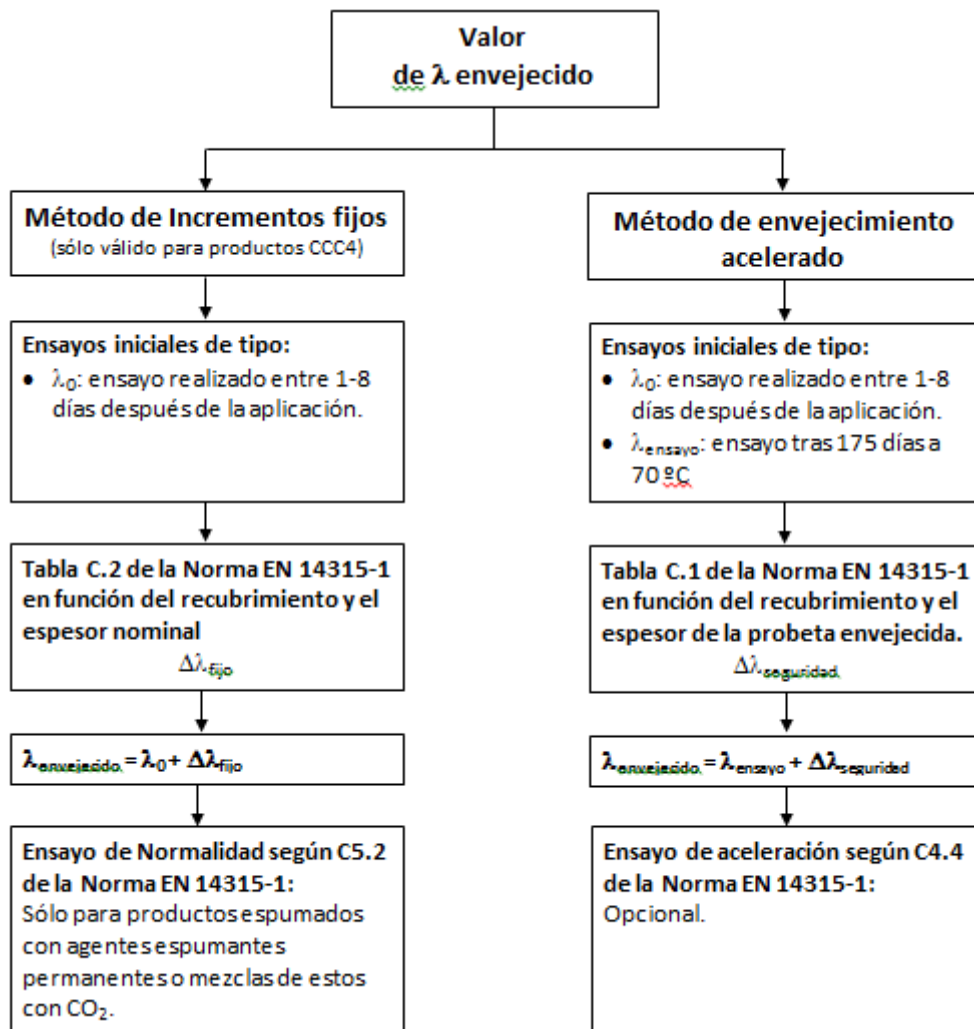 Valor
de λ envejecido
Método de Incrementos fijos
(sólo válido para productos CCC4)
Ensayos iniciales de tipo:
• λ₀: ensayo realizado entre 1-8
días después de la aplicación.
Tabla C.2 de la Norma EN 14315-1
en función del recubrimiento y el
espesor nominal
Δλfijo
λenvejecido = λ₀ + Δλfijo
Ensayo de Normalidad según C5.2
de la Norma EN 14315-1:
Sólo para productos espumados
con agentes espumantes
permanentes o mezclas de estos
con CO₂.
Método de envejecimiento
acelerado
Ensayos iniciales de tipo:
• λ₀: ensayo realizado entre 1-8
días después de la aplicación.
• λensayo: ensayo tras 175 días a
70 ºC
Tabla C.1 de la Norma EN 14315-1
en función del recubrimiento y el
espesor de la probeta envejecida.
Δλseguridad
λenvejecido = λensayo + Δλseguridad
Ensayo de aceleración según C4.4
de la Norma EN 14315-1:
Opcional.